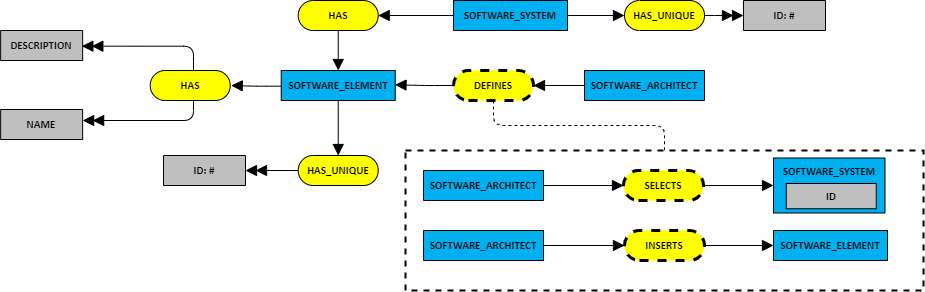 HAS
SOFTWARE_SYSTEM
HAS_UNIQUE
ID: #
DESCRIPTION
HAS
SOFTWARE_ELEMENT
DEFINES
SOFTWARE_ARCHITECT
NAME
ID: #
HAS_UNIQUE
SOFTWARE_ARCHITECT
SELECTS
SOFTWARE_SYSTEM
ID
SOFTWARE_ARCHITECT
INSERTS
SOFTWARE_ELEMENT